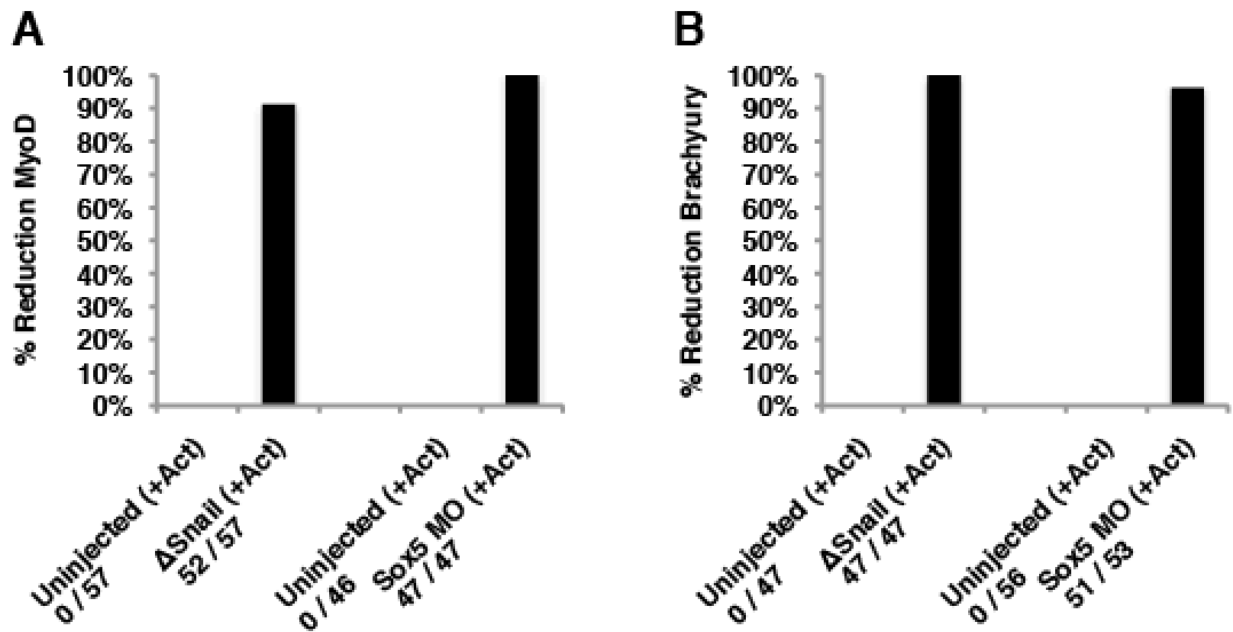 A
% Reduction MyoD
100%
90%
80%
70%
60%
50%
40%
30%
20%
10%
0%
Uninjected (+Act)
0 / 57
ΔSnail (+Act)
52 / 57
Uninjected (+Act)
0 / 46
Sox5 MO (+Act)
47 / 47
B
% Reduction Brachyury
100%
90%
80%
70%
60%
50%
40%
30%
20%
10%
0%
Uninjected (+Act)
0 / 47
ΔSnail (+Act)
47 / 47
Uninjected (+Act)
0 / 56
Sox5 MO (+Act)
51 / 53